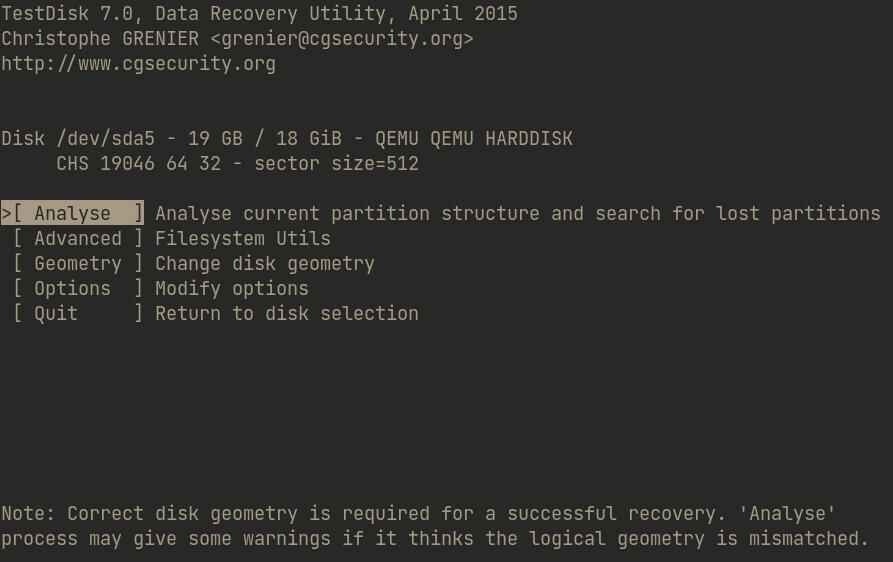 TestDisk 7.0, Data Recovery Utility, April 2015
Christophe GRENIER <grenier@cgsecurity.org>
http://www.cgsecurity.org
Disk /dev/sda5 - 19 GB / 18 GiB - QEMU QEMU HARDDISK
     CHS 19046 64 32 - sector size=512
>[ Analyse  ] Analyse current partition structure and search for lost partitions
 [ Advanced ] Filesystem Utils
 [ Geometry ] Change disk geometry
 [ Options  ] Modify options
 [ Quit     ] Return to disk selection
Note: Correct disk geometry is required for a successful recovery. 'Analyse'
process may give some warnings if it thinks the logical geometry is mismatched.